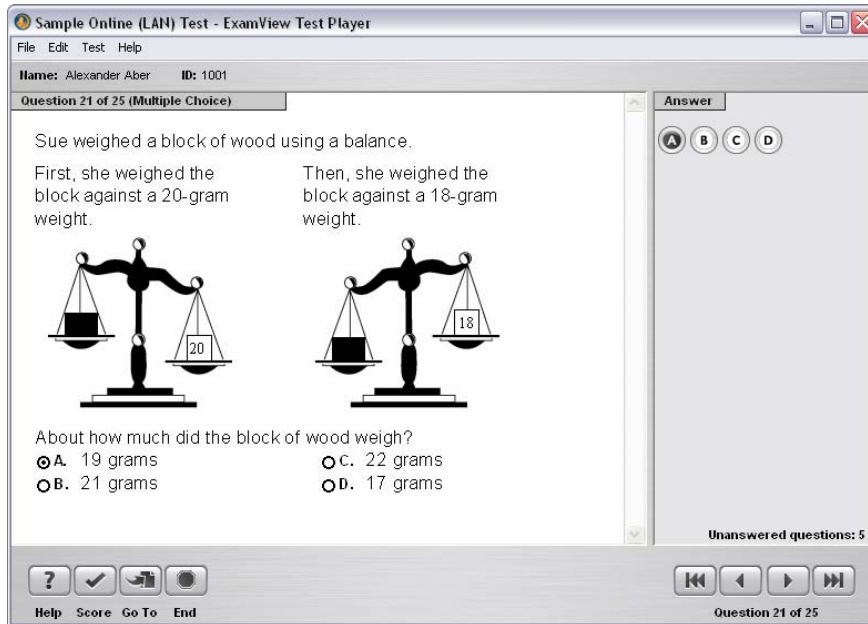 Sample Online (LAN) Test - ExamView Test Player
File Edit Test Help
Name: Alexander Aber ID: 1001
Question 21 of 25 (Multiple Choice)
Sue weighed a block of wood using a balance.
First, she weighed the
block against a 20-gram
weight.
Then, she weighed the
block against a 18-gram
weight.
20
18
About how much did the block of wood weigh?
A. 19 grams
B. 21 grams
C. 22 grams
D. 17 grams
Answer
A B C D
Unanswered questions: 5
?
Help Score Go To End
Question 21 of 25